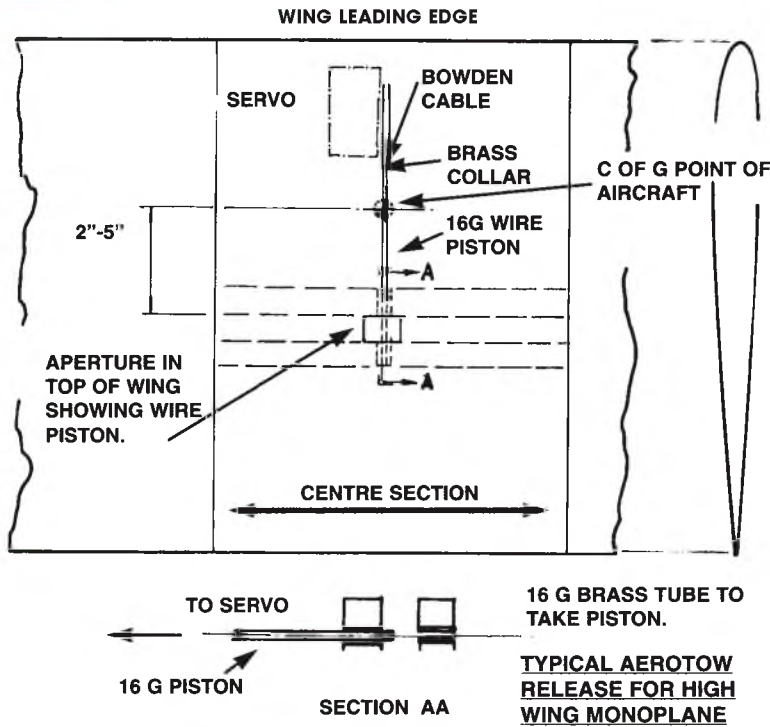 WING LEADING EDGE
SERVO
BOWDEN
CABLE
BRASS
COLLAR
C OF G POINT OF
AIRCRAFT
2"-5"
16G WIRE
PISTON
A
APERTURE IN
TOP OF WING
SHOWING WIRE
PISTON.
A
CENTRE SECTION
TO SERVO
16 G PISTON
SECTION AA
16 G BRASS TUBE TO
TAKE PISTON.
TYPICAL AEROTOW
RELEASE FOR HIGH
WING MONOPLANE